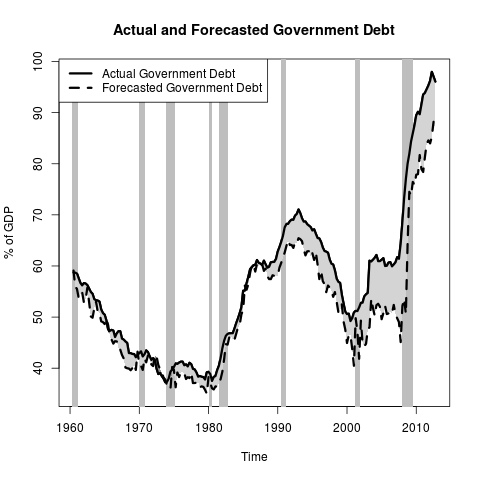 Actual and Forecasted Government Debt
Actual Government Debt
Forecasted Government Debt
% of GDP
100
90
80
70
60
50
40
1960 1970 1980 1990 2000 2010
Time